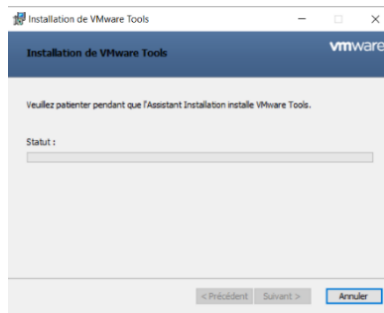 Installation de VMware Tools
Installation de VMware Tools
vmware
Veuillez patienter pendant que l'Assistant Installation installe VMware Tools.
Statut :
< Précédent
Suivant >
Annuler